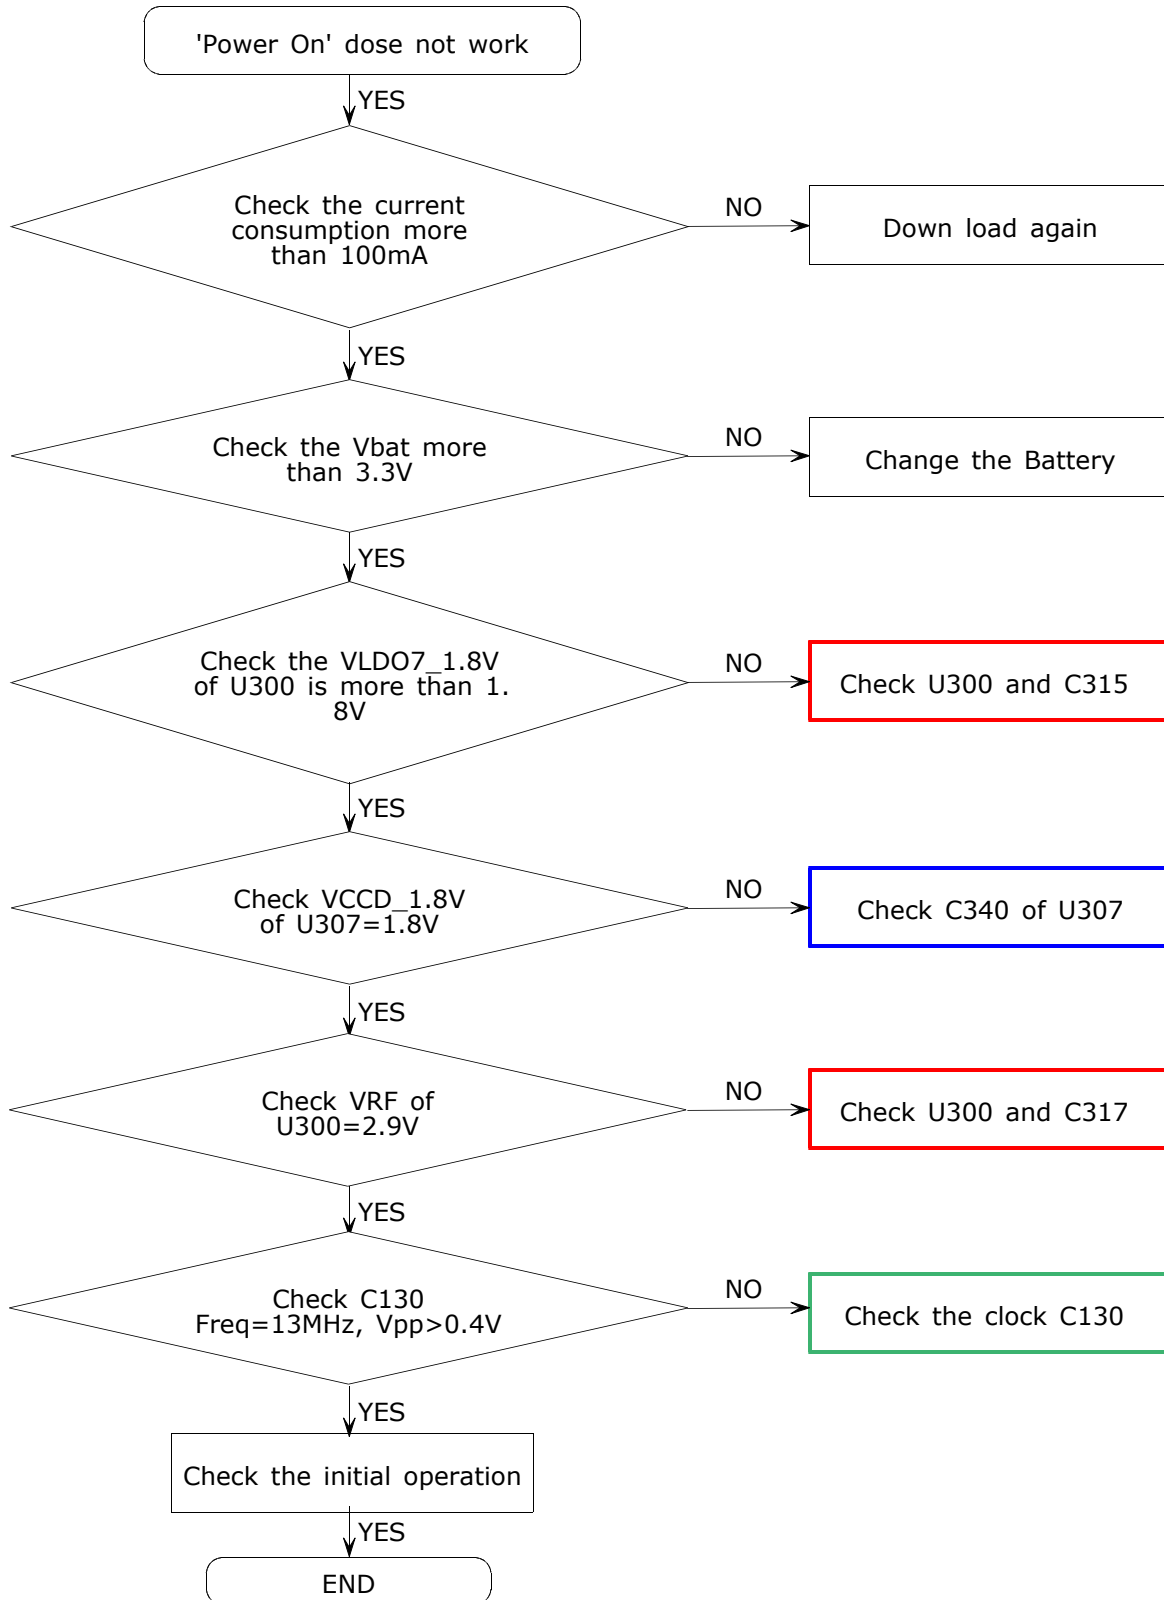 'Power On' dose not work
YES
Check the current
consumption more
than 100mA
NO
Down load again
YES
Check the Vbat more
than 3.3V
NO
Change the Battery
YES
Check the VLDO7_1.8V
of U300 is more than 1.
8V
NO
Check U300 and C315
YES
Check VCCD_1.8V
of U307=1.8V
NO
Check C340 of U307
YES
Check VRF of
U300=2.9V
NO
Check U300 and C317
YES
Check C130
Freq=13MHz, Vpp>0.4V
NO
Check the clock C130
YES
Check the initial operation
YES
END